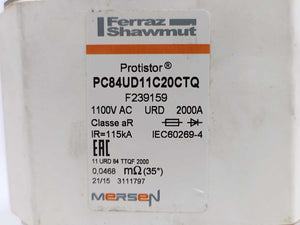 Ferraz
Shawmut
Protistor®
PC84UD11C20CTQ
F239159
1100V AC URD 2000A
Classe aR
IR=115kA IEC60269-4
EAC
11 URD 84 TTQF 2000
0,0468 mΩ (35°)
21/15 3111797
MERSEN